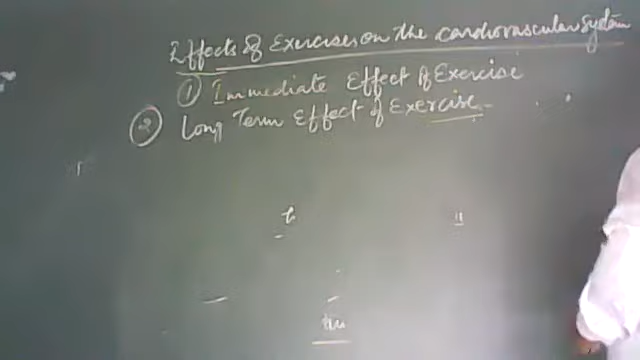 Effects of Exercises on the Cardiovascular System
① Immediate Effect of Exercise
② Long Term Effect of Exercise